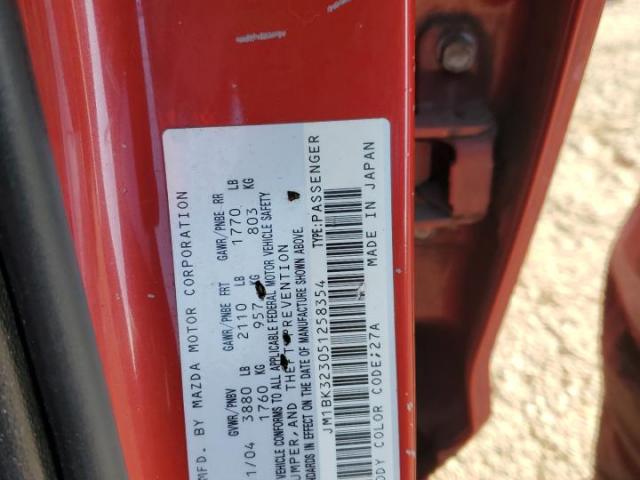 MFD. BY MAZDA MOTOR CORPORATION
GVWR/PNBV GAWR/PNBE FRT GAWR/PNBE RR
1/04 3880 LB 2110 LB 1770 LB
1760 KG 957 KG 803 KG
VEHICLE CONFORMS TO ALL APPLICABLE FEDERAL MOTOR VEHICLE SAFETY
UMPER, AND THEFT PREVENTION
NDARDS IN EFFECT ON THE DATE OF MANUFACTURE SHOWN ABOVE.
JM1BK323051258354 TYPE:PASSENGER
ODY COLOR CODE;27A MADE IN JAPAN